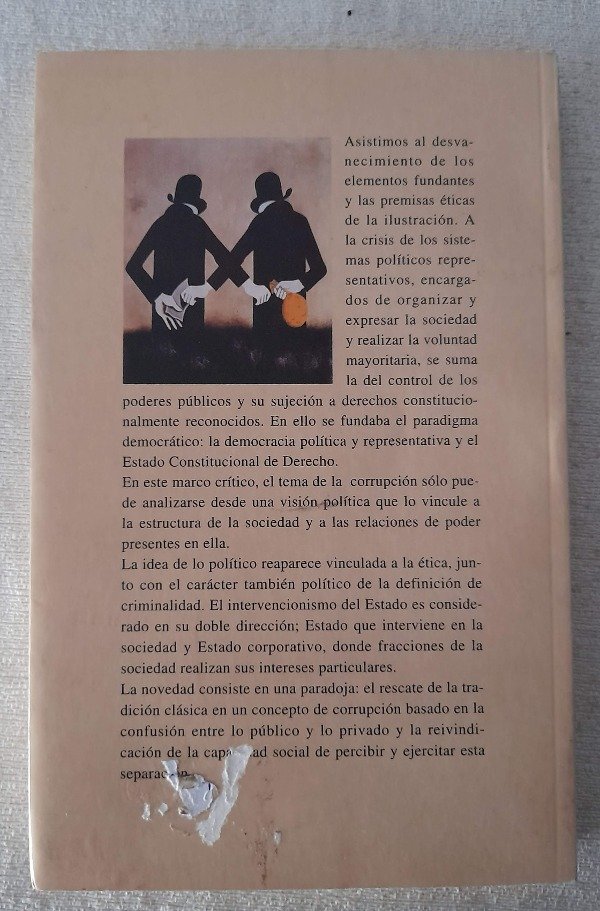 Asistimos al desva-
necimiento de los
elementos fundantes
y las premisas éticas
de la ilustración. A
la crisis de los siste-
mas políticos repre-
sentativos, encarga-
dos de organizar y
expresar la sociedad
y realizar la voluntad
mayoritaria, se suma
la del control de los
poderes públicos y su sujeción a derechos constitucio-
nalmente reconocidos. En ello se fundaba el paradigma
democrático: la democracia política y representativa y el
Estado Constitucional de Derecho.
En este marco crítico, el tema de la corrupción sólo pue-
de analizarse desde una visión política que lo vincule a
la estructura de la sociedad y a las relaciones de poder
presentes en ella.
La idea de lo político reaparece vinculada a la ética, jun-
to con el carácter también político de la definición de
criminalidad. El intervencionismo del Estado es conside-
rado en su doble dirección; Estado que interviene en la
sociedad y Estado corporativo, donde fracciones de la
sociedad realizan sus intereses particulares.
La novedad consiste en una paradoja: el rescate de la tra-
dición clásica en un concepto de corrupción basado en la
confusión entre lo público y lo privado y la reivindi-
cación de la capacidad social de percibir y ejercitar esta
separación.